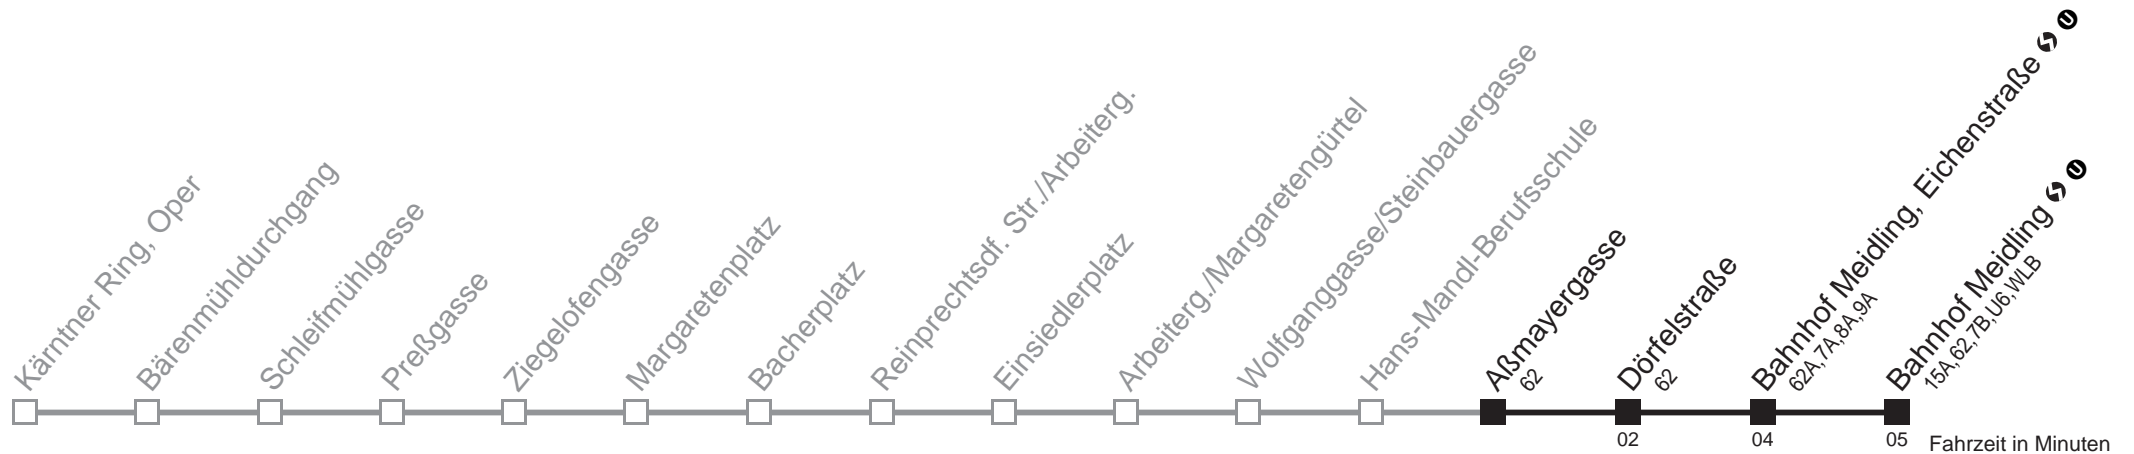 Kärntner Ring, Oper
Bärenmühldurchgang
Schleifmühlgasse
Preßgasse
Ziegelofengasse
Margaretenplatz
Bacherplatz
Reinprechtsdf. Str./Arbeiterg.
Einsiedlerplatz
Arbeiterg./Margaretengürtel
Wolfganggasse/Steinbauergasse
Hans-Mandl-Berufsschule
Aßmayergasse
62
Dörfelstraße
62
Bahnhof Meidling, Eichenstraße U
62A,7A,8A,9A
Bahnhof Meidling U
15A,62,7B,U6,WLB
02
04
05
Fahrzeit in Minuten